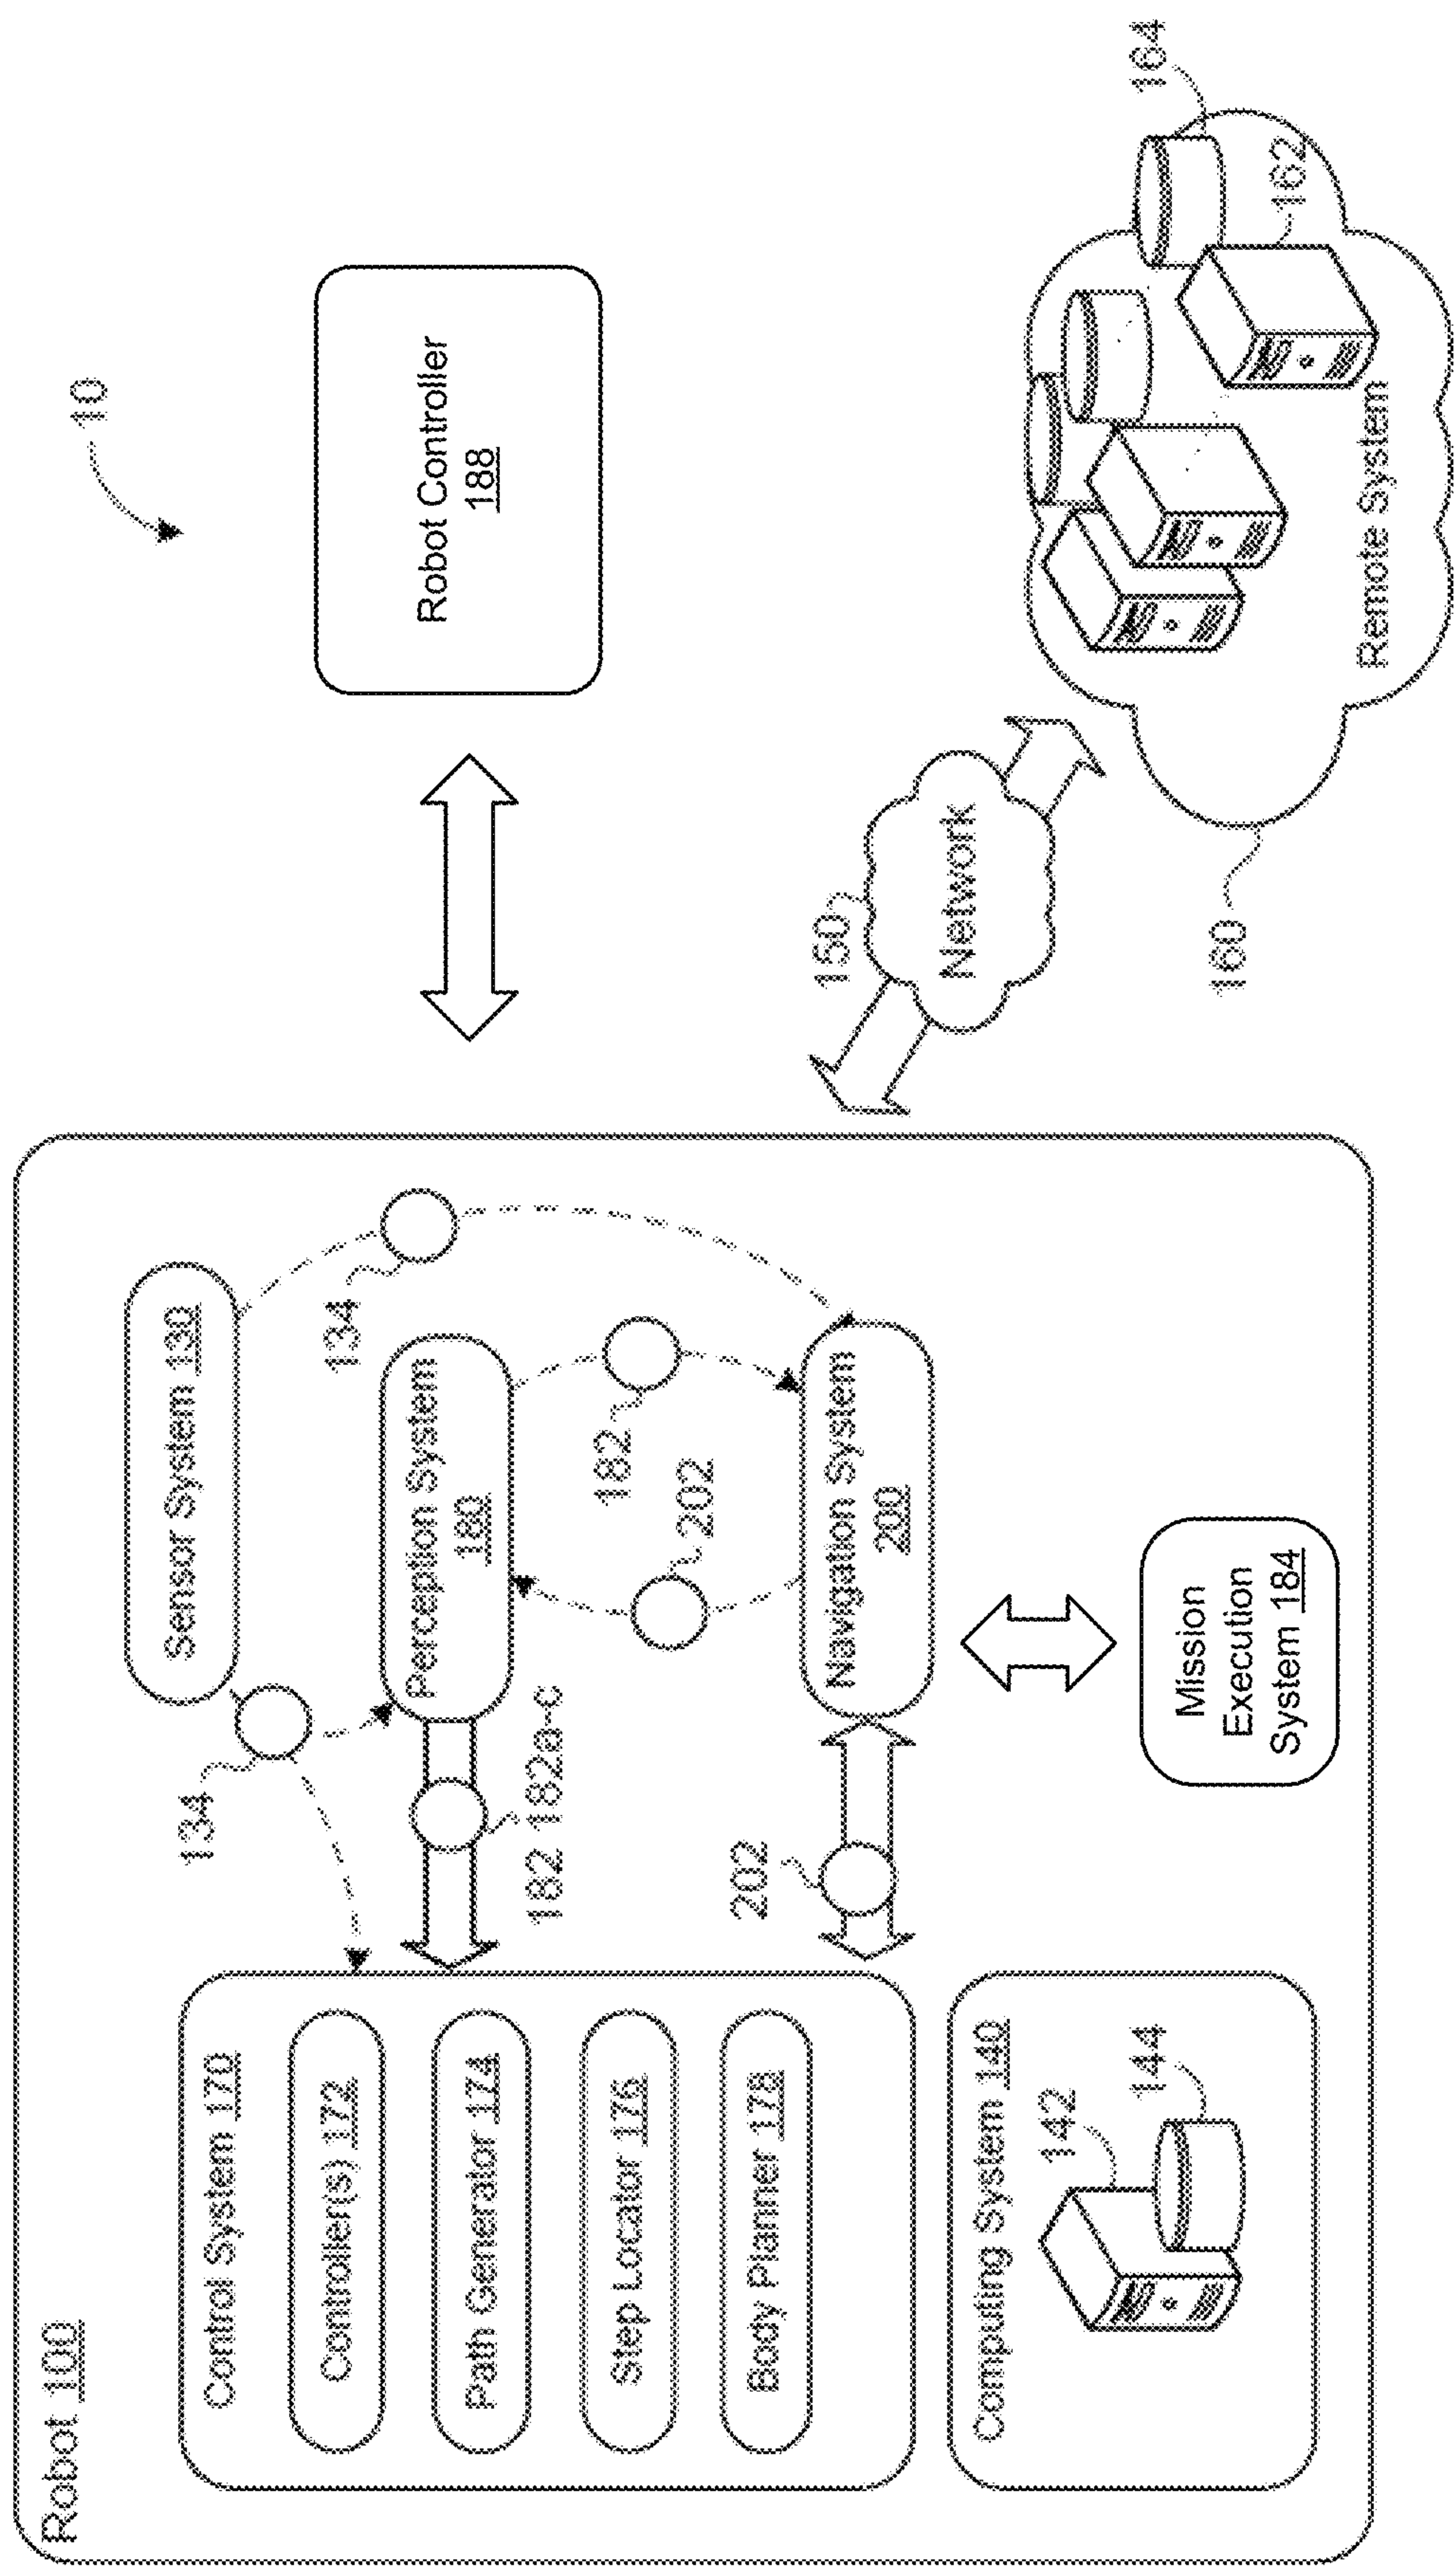 10
Robot 100
Control System 170
Controller(s) 172
Path Generator 174
Step Locator 176
Body Planner 178
Computing System 140
142
144
Sensor System 130
134
134
Perception System
180
182 182a-c
182
202
202
Navigation System
200
Mission
Execution
System 184
Robot Controller
188
150
Network
160
Remote System
162
164